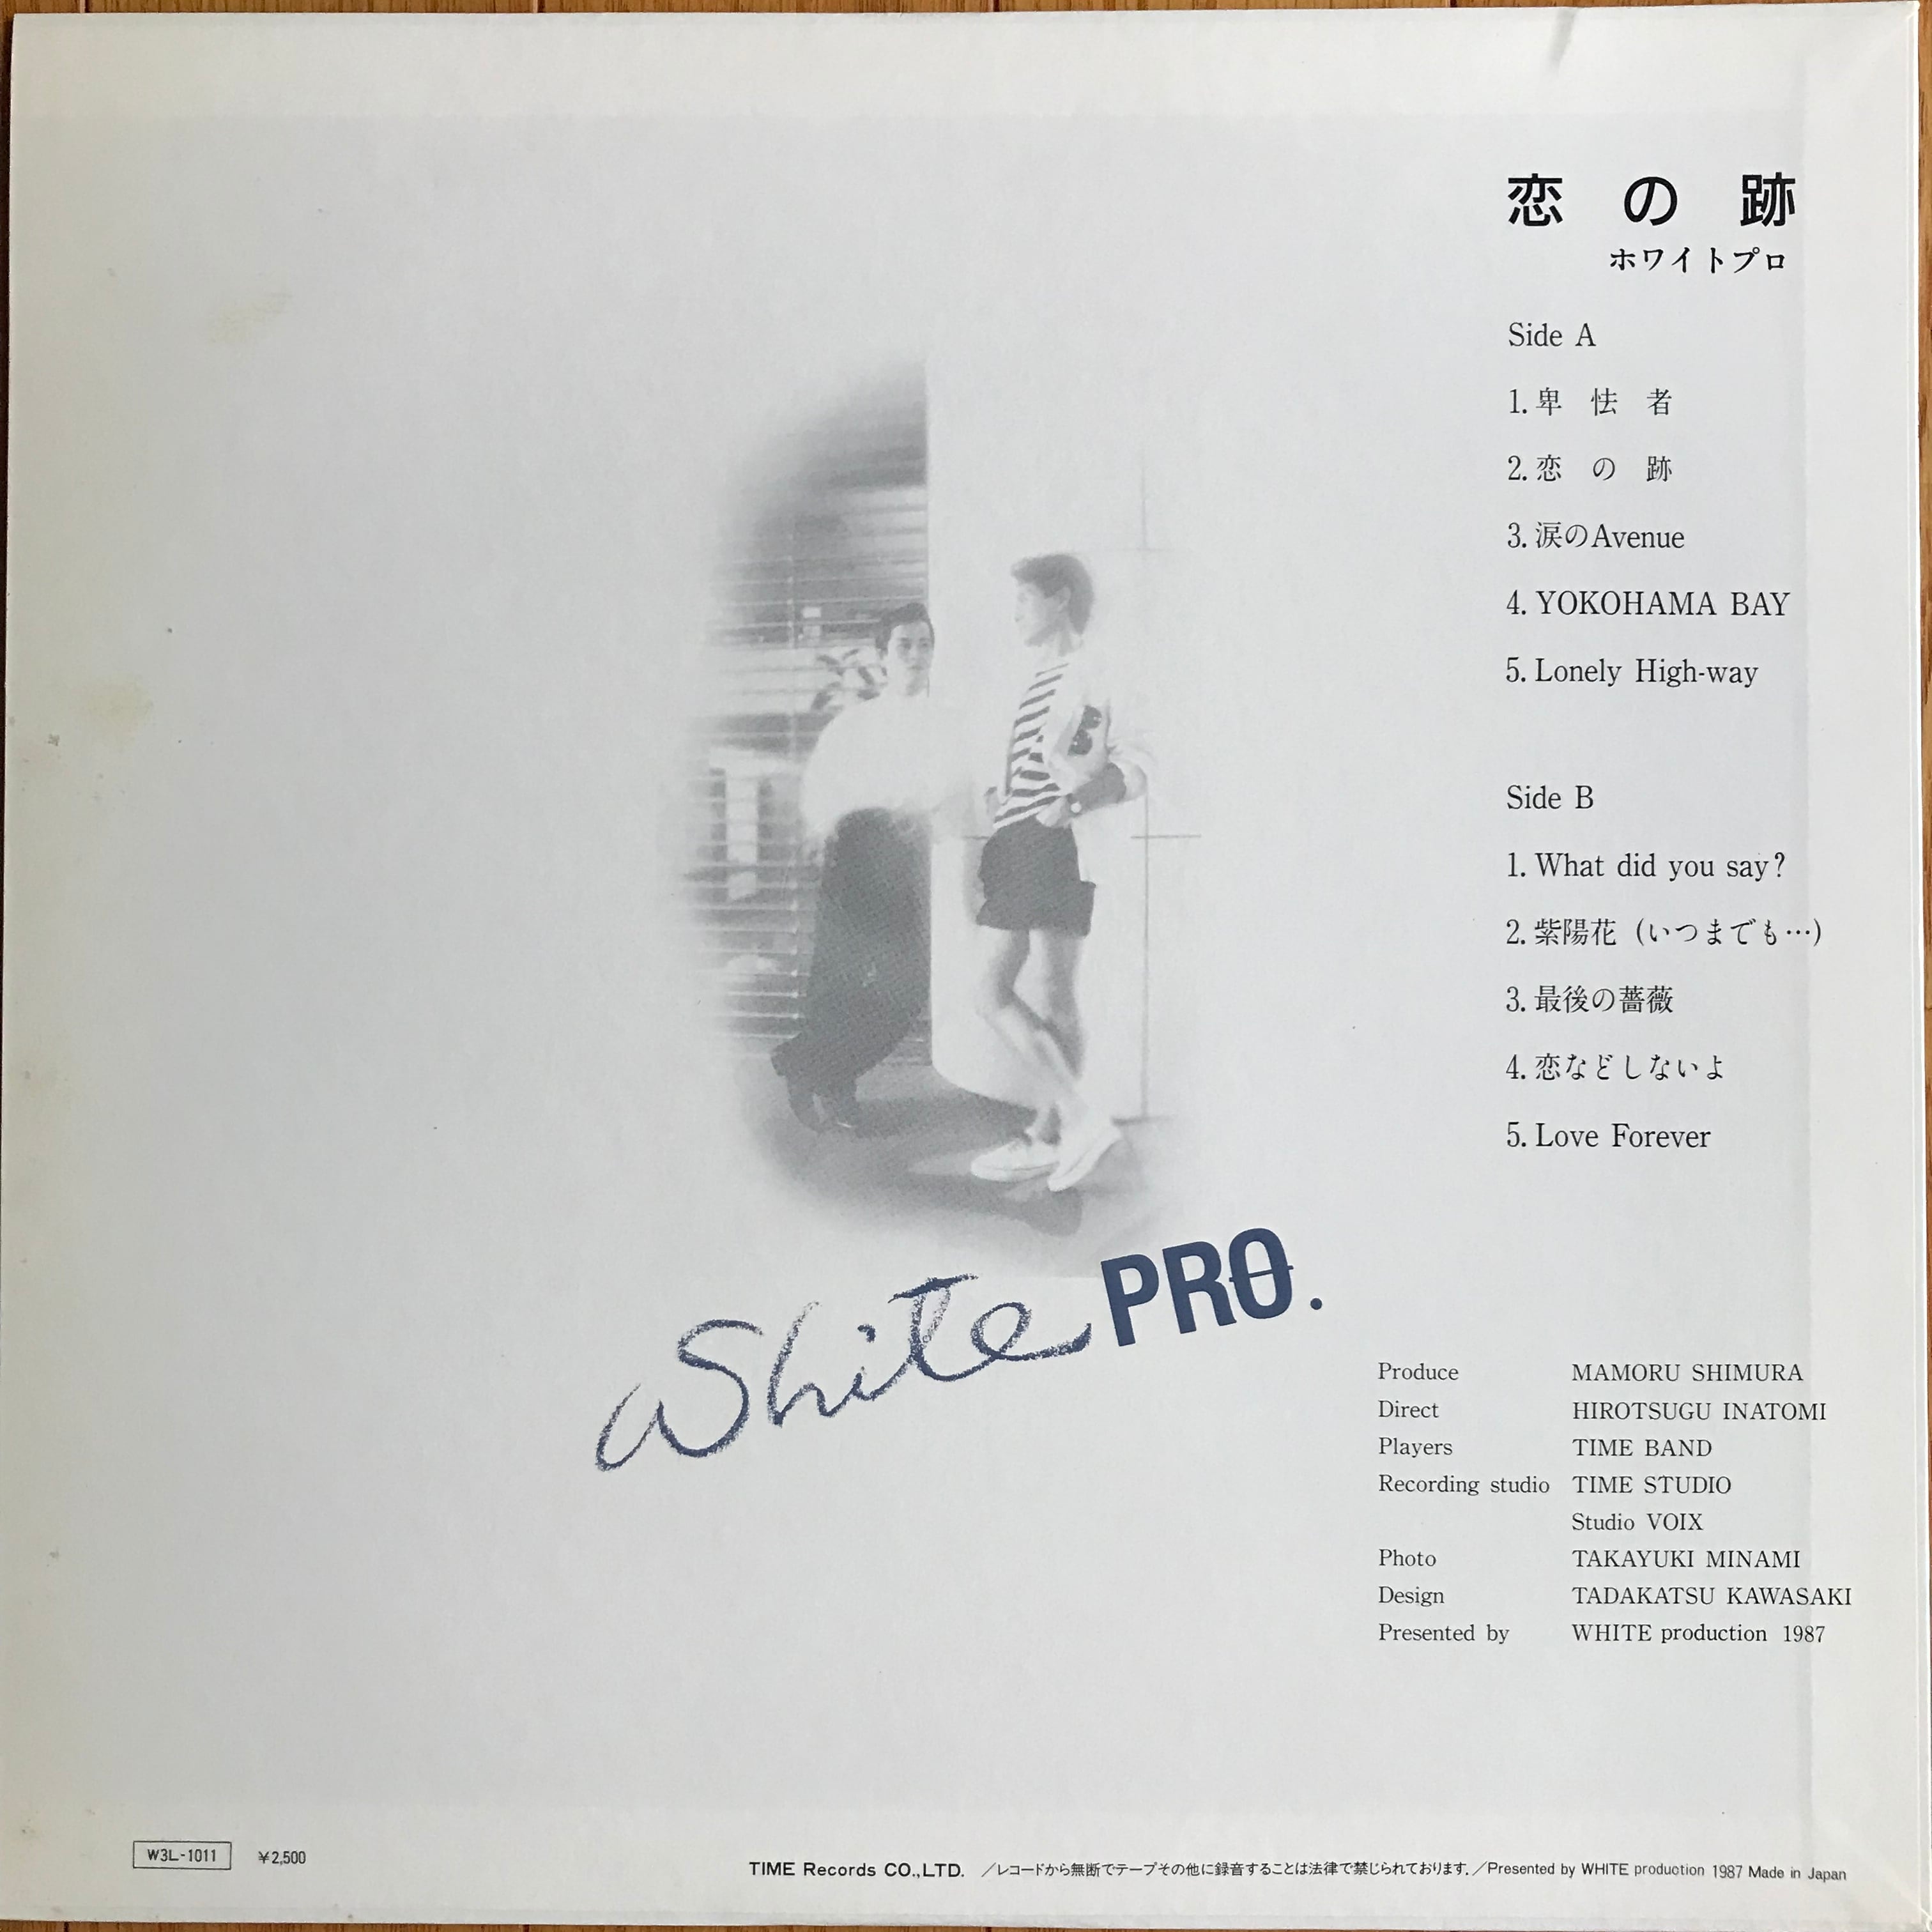 恋の跡
ホワイトプロ
Side A
1. 卑怯者
2. 恋の跡
3. 涙のAvenue
4. YOKOHAMA BAY
5. Lonely High-way
Side B
1. What did you say?
2. 紫陽花 (いつまでも…)
3. 最後の薔薇
4. 恋などしないよ
5. Love Forever
White PRO.
Produce MAMORU SHIMURA
Direct HIROTSUGU INATOMI
Players TIME BAND
Recording studio TIME STUDIO
Studio VOIX
Photo TAKAYUKI MINAMI
Design TADAKATSU KAWASAKI
Presented by WHITE production 1987
W3L-1011 ¥2,500
TIME Records CO.,LTD. ／レコードから無断でテープその他に録音することは法律で禁じられております。／Presented by WHITE production 1987 Made in Japan